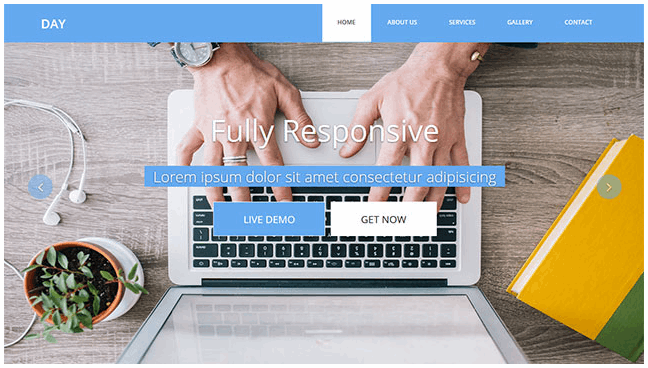 DAY
HOME ABOUT US SERVICES GALLERY CONTACT
Fully Responsive
Lorem ipsum dolor sit amet consectetur adipisicing
LIVE DEMO GET NOW